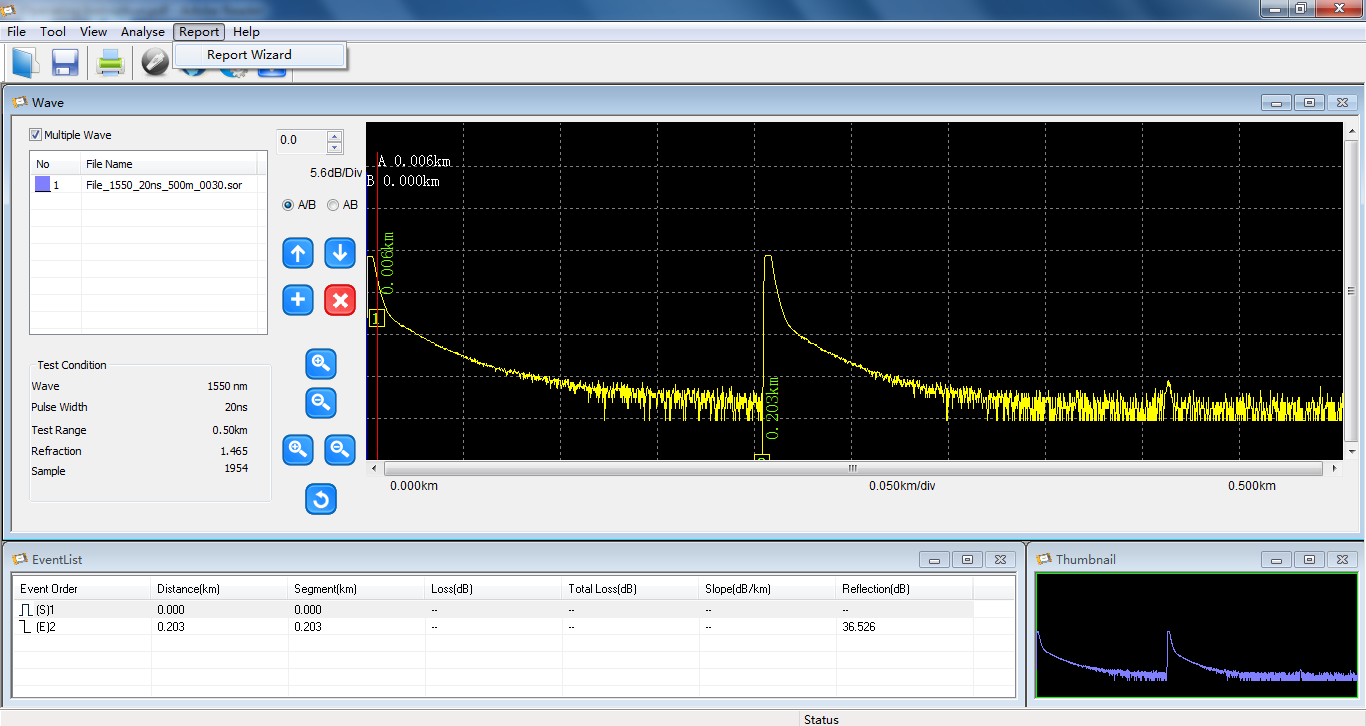 File Tool View Analyse Report Help
Report Wizard
Wave
Multiple Wave
No File Name
1 File_1550_20ns_500m_0030.sor
0.0
5.6dB/Div
A/B AB
A 0.006km
B 0.000km
0.006km
1
0.203km
0.000km 0.050km/div 0.500km
Test Condition
Wave 1550 nm
Pulse Width 20ns
Test Range 0.50km
Refraction 1.465
Sample 1954
EventList
Event Order Distance(km) Segment(km) Loss(dB) Total Loss(dB) Slope(dB/km) Reflection(dB)
(S)1 0.000 0.000 -- -- -- --
(E)2 0.203 0.203 -- -- -- 36.526
Thumbnail
Status